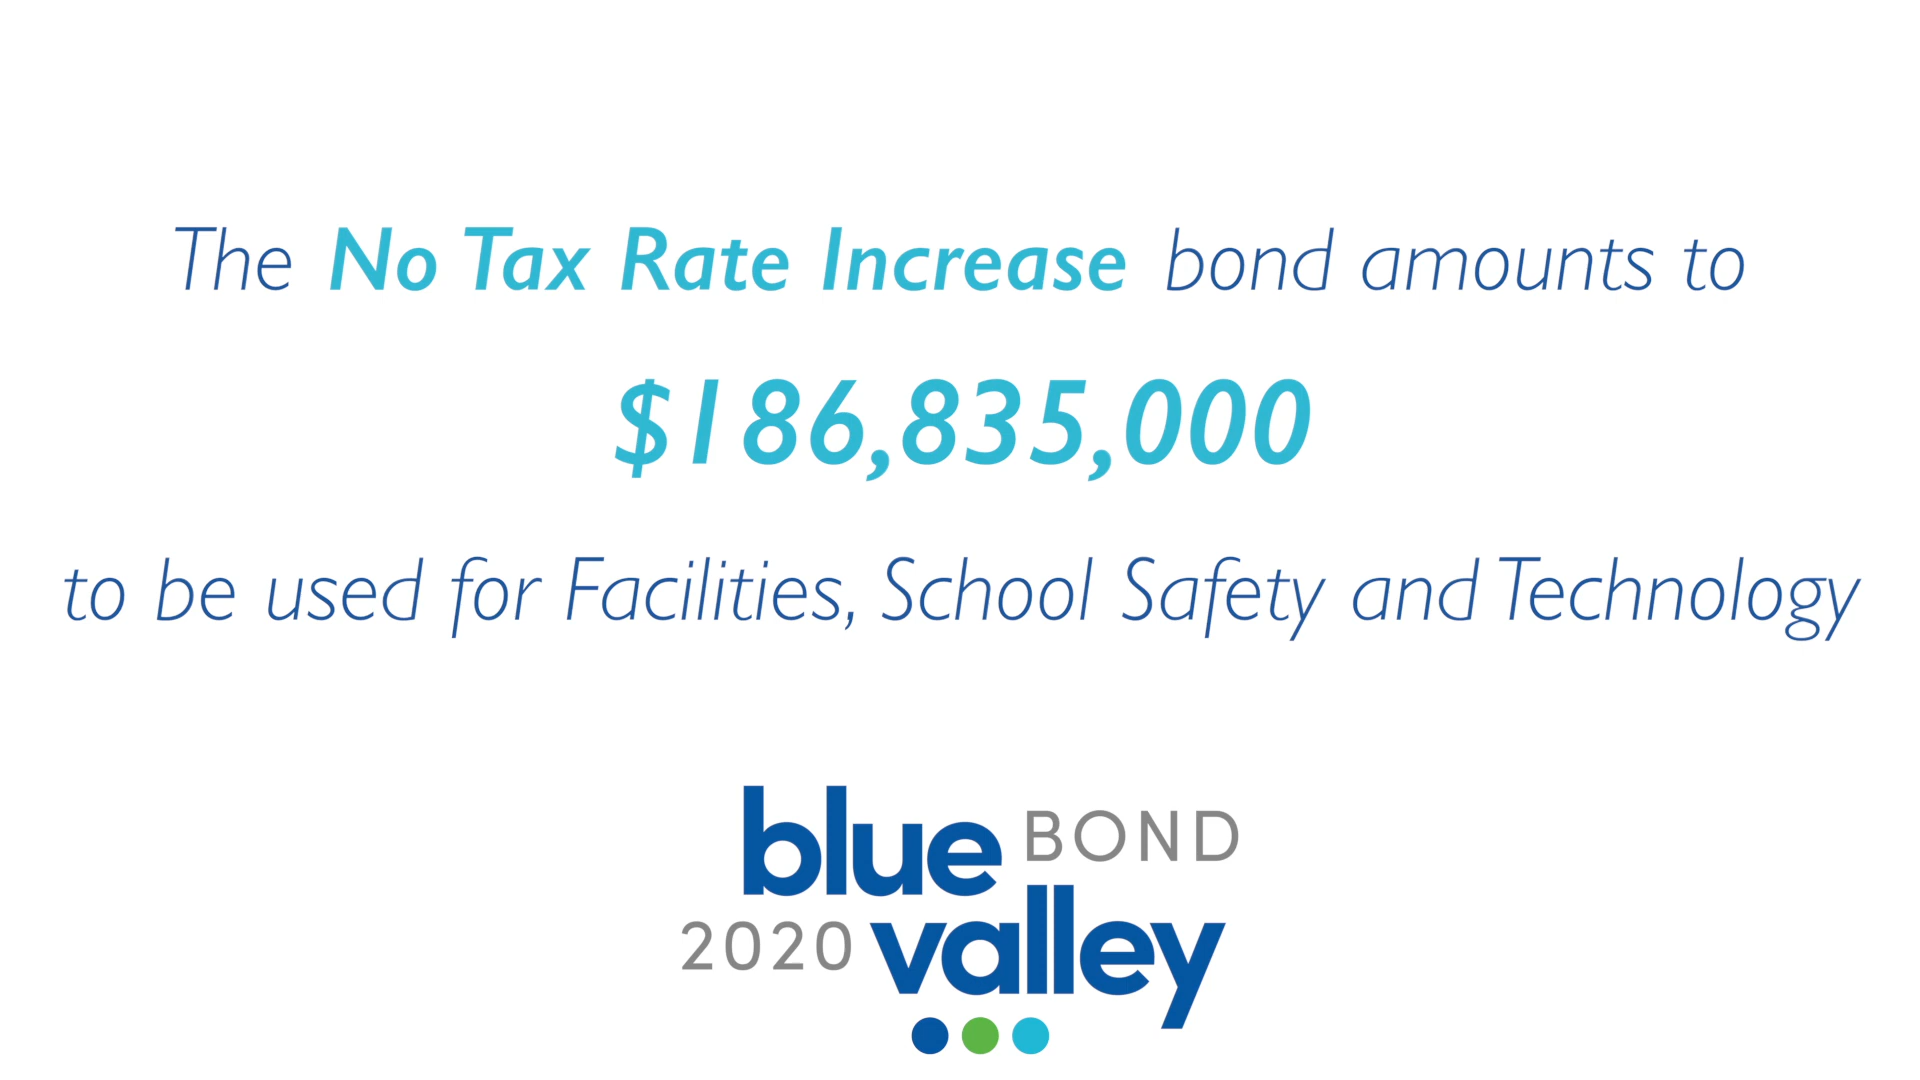 The No Tax Rate Increase bond amounts to
$186,835,000
to be used for Facilities, School Safety and Technology
blue BOND
2020 valley